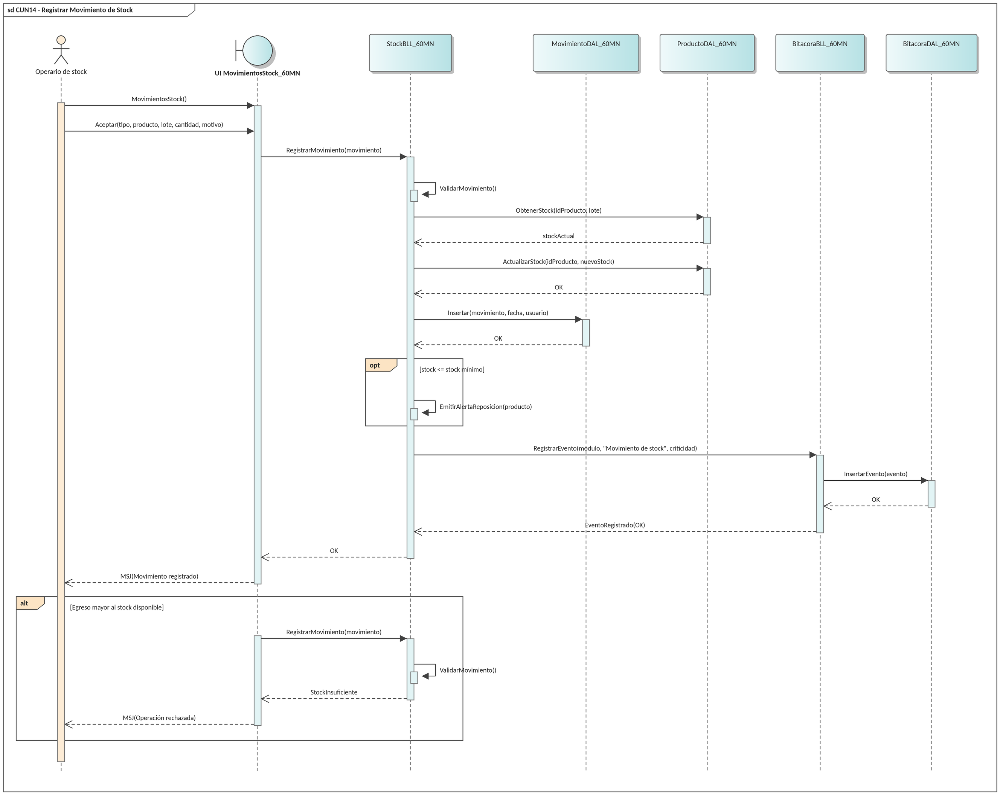 sd CUN14 - Registrar Movimiento de Stock
Operario de stock
UI MovimientosStock_60MN
StockBLL_60MN
MovimientoDAL_60MN
ProductoDAL_60MN
BitacoraBLL_60MN
BitacoraDAL_60MN
MovimientosStock()
Aceptar(tipo, producto, lote, cantidad, motivo)
RegistrarMovimiento(movimiento)
ValidarMovimiento()
ObtenerStock(idProducto, lote)
stockActual
ActualizarStock(idProducto, nuevoStock)
OK
Insertar(movimiento, fecha, usuario)
OK
opt
[stock <= stock mínimo]
EmitirAlertaReposicion(producto)
RegistrarEvento(módulo, "Movimiento de stock", criticidad)
InsertarEvento(evento)
OK
EventoRegistrado(OK)
OK
MSJ(Movimiento registrado)
alt
[Egreso mayor al stock disponible]
RegistrarMovimiento(movimiento)
ValidarMovimiento()
StockInsuficiente
MSJ(Operación rechazada)